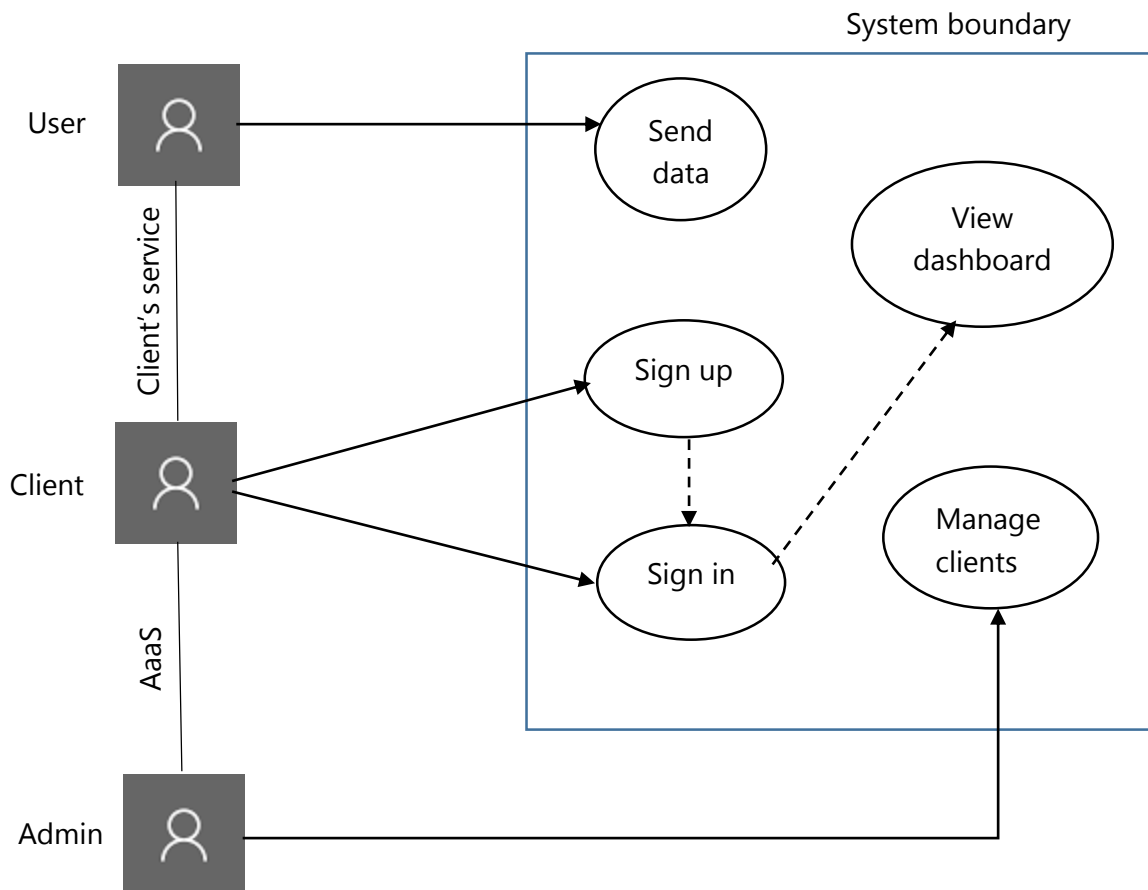 System boundary
User
Send
data
View
dashboard
Client's service
Sign up
Client
Manage
clients
Sign in
AaaS
Admin